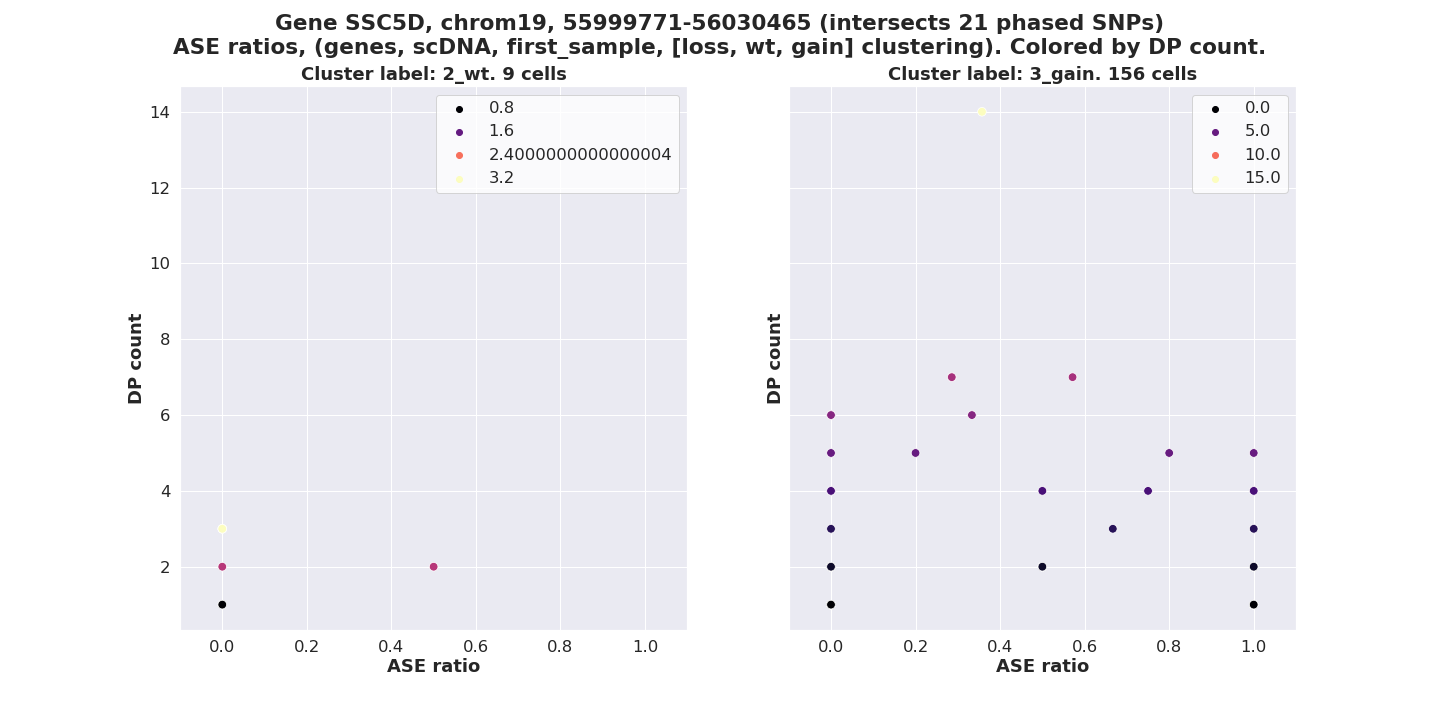 Gene SSC5D, chrom19, 55999771-56030465 (intersects 21 phased SNPs)
ASE ratios, (genes, scDNA, first_sample, [loss, wt, gain] clustering). Colored by DP count.
Cluster label: 2_wt. 9 cells
0.8
1.6
2.4000000000000004
3.2
14
12
10
8
6
4
2
DP count
0.0 0.2 0.4 0.6 0.8 1.0
ASE ratio
Cluster label: 3_gain. 156 cells
0.0
5.0
10.0
15.0
DP count
0.0 0.2 0.4 0.6 0.8 1.0
ASE ratio